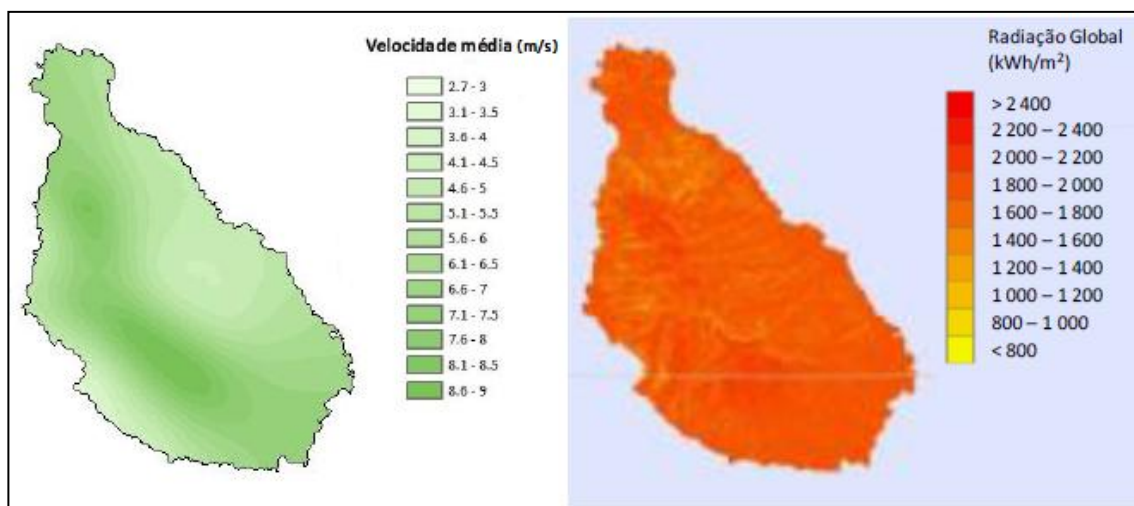 Velocidade média (m/s)
2.7 - 3
3.1 - 3.5
3.6 - 4
4.1 - 4.5
4.6 - 5
5.1 - 5.5
5.6 - 6
6.1 - 6.5
6.6 - 7
7.1 - 7.5
7.6 - 8
8.1 - 8.5
8.6 - 9
Radiação Global
(kWh/m²)
> 2 400
2 200 – 2 400
2 000 – 2 200
1 800 – 2 000
1 600 – 1 800
1 400 – 1 600
1 200 – 1 400
1 000 – 1 200
800 – 1 000
< 800